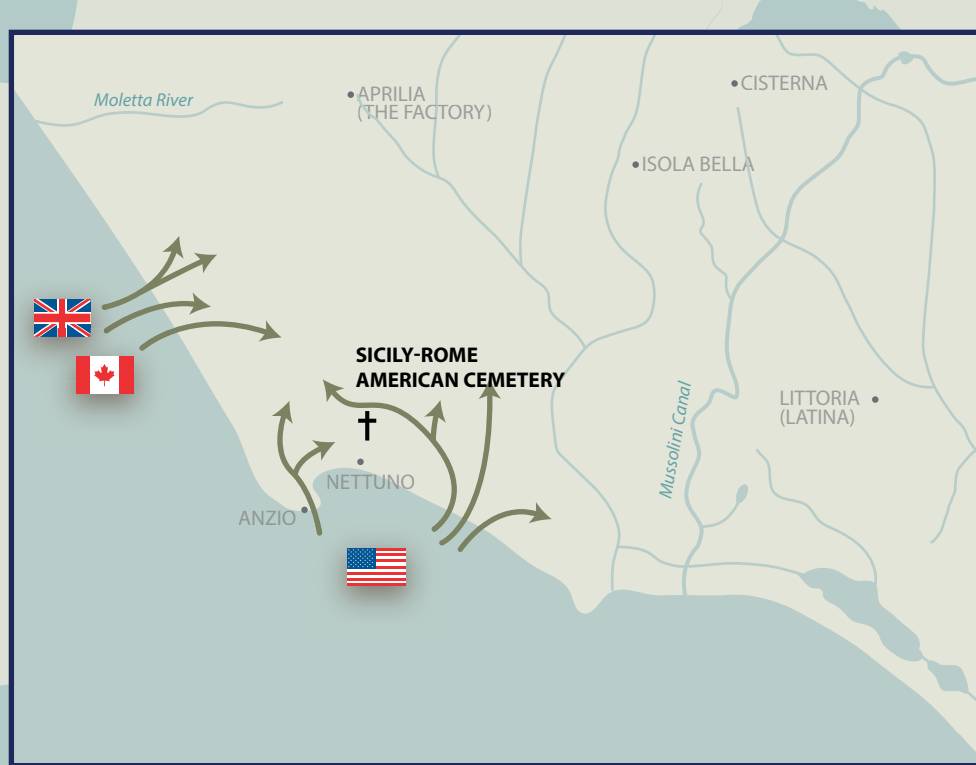 Moletta River
APRILIA
(THE FACTORY)
CISTERNA
ISOLA BELLA
SICILY-ROME
AMERICAN CEMETERY
LITTORIA
(LATINA)
Mussolini Canal
NETTUNO
ANZIO